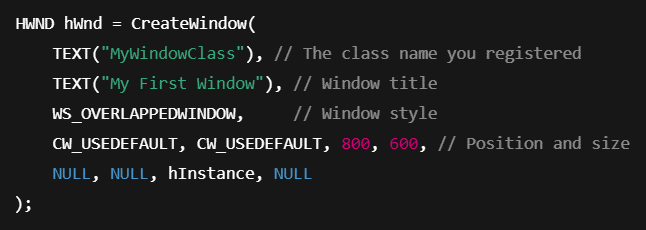 HWND hWnd = CreateWindow(
    TEXT("MyWindowClass"), // The class name you registered
    TEXT("My First Window"), // Window title
    WS_OVERLAPPEDWINDOW,     // Window style
    CW_USEDEFAULT, CW_USEDEFAULT, 800, 600, // Position and size
    NULL, NULL, hInstance, NULL
);